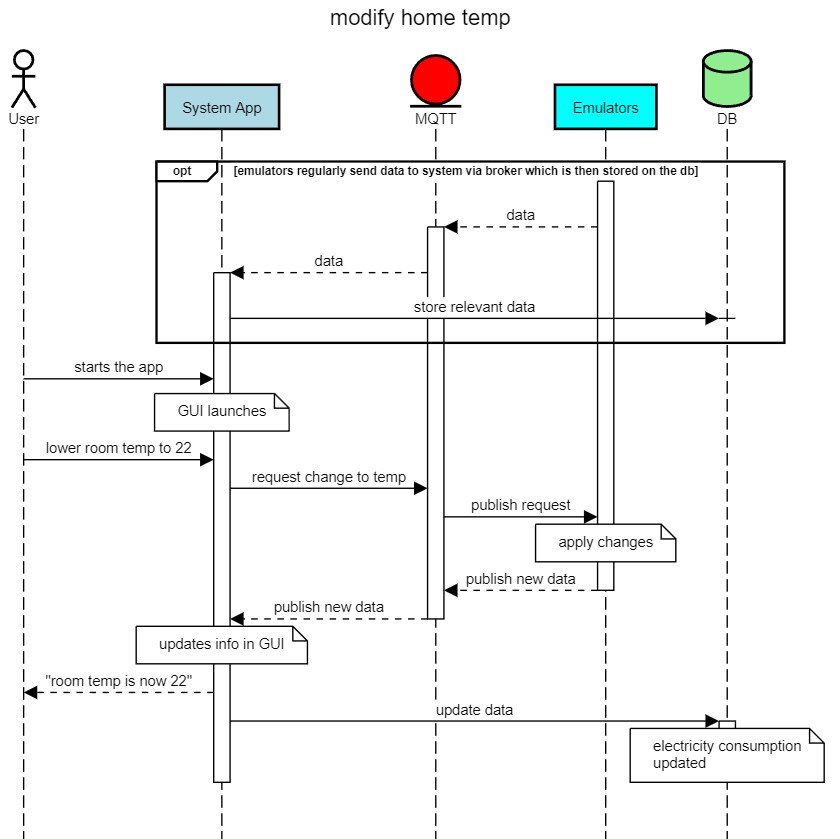 modify home temp
User
System App
MQTT
Emulators
DB
opt
[emulators regularly send data to system via broker which is then stored on the db]
data
data
store relevant data
starts the app
GUI launches
lower room temp to 22
request change to temp
publish request
apply changes
publish new data
publish new data
updates info in GUI
"room temp is now 22"
update data
electricity consumption
updated